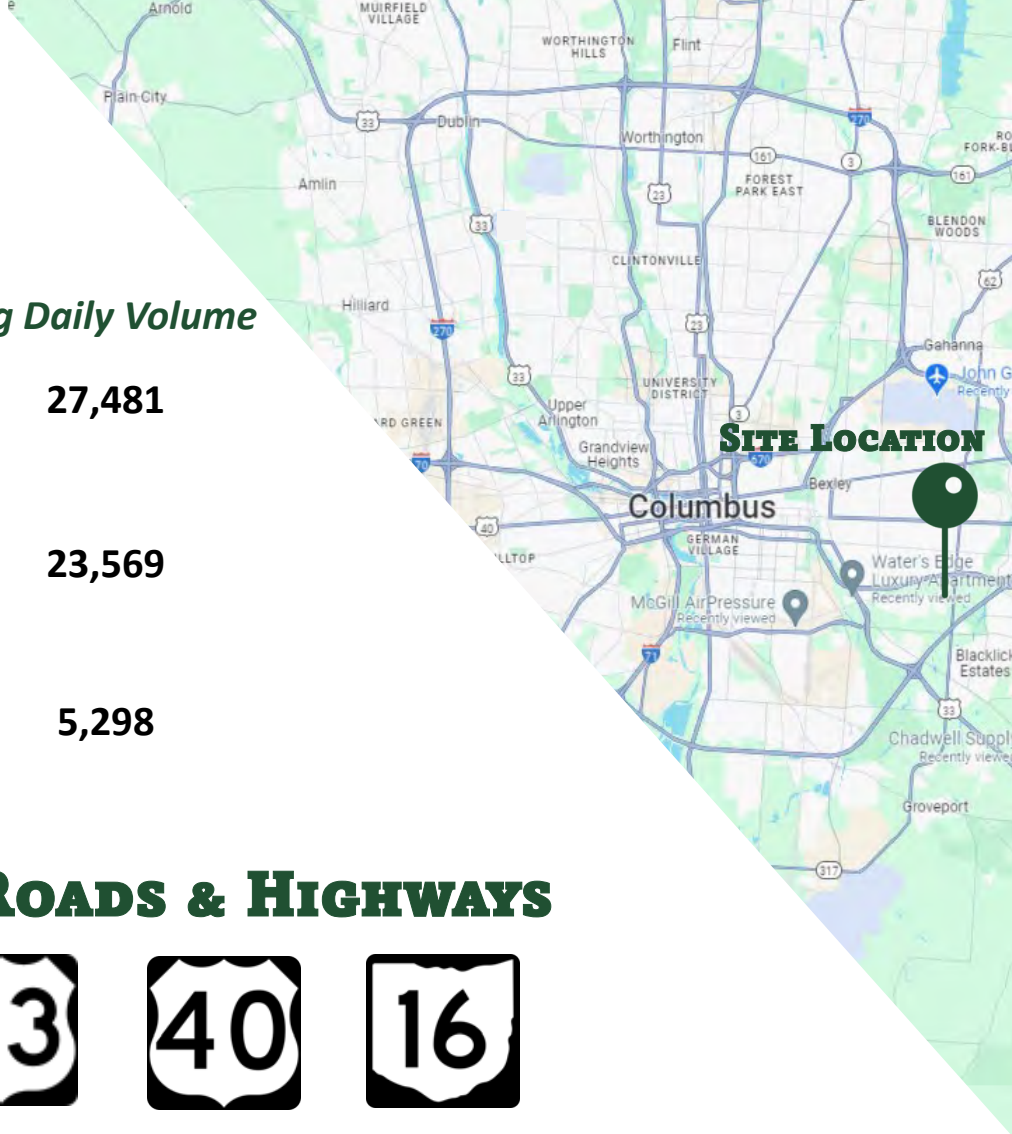 Arnold
MUIRFIELD
VILLAGE
WORTHINGTON
HILLS
Flint
Plain City
33
Dublin
270
Worthington
161
3
161
FOREST
PARK EAST
Amlin
23
33
BLENDON
WOODS
CLINTONVILLE
62
g Daily Volume
Hilliard
270
23
Gahanna
John G
Recently
33
UNIVERSITY
DISTRICT
27,481
Upper
Arlington
3
RD GREEN
SITE LOCATION
Grandview
Heights
70
670
Bexley
Columbus
40
GERMAN
VILLAGE
LLTOP
23,569
Water's Edge
Luxury Apartment
Recently viewed
McGill AirPressure
Recently viewed
71
Blacklick
Estates
33
5,298
Chadwell Supply
Recently viewed
Groveport
317
ROADS & HIGHWAYS
3
40
16